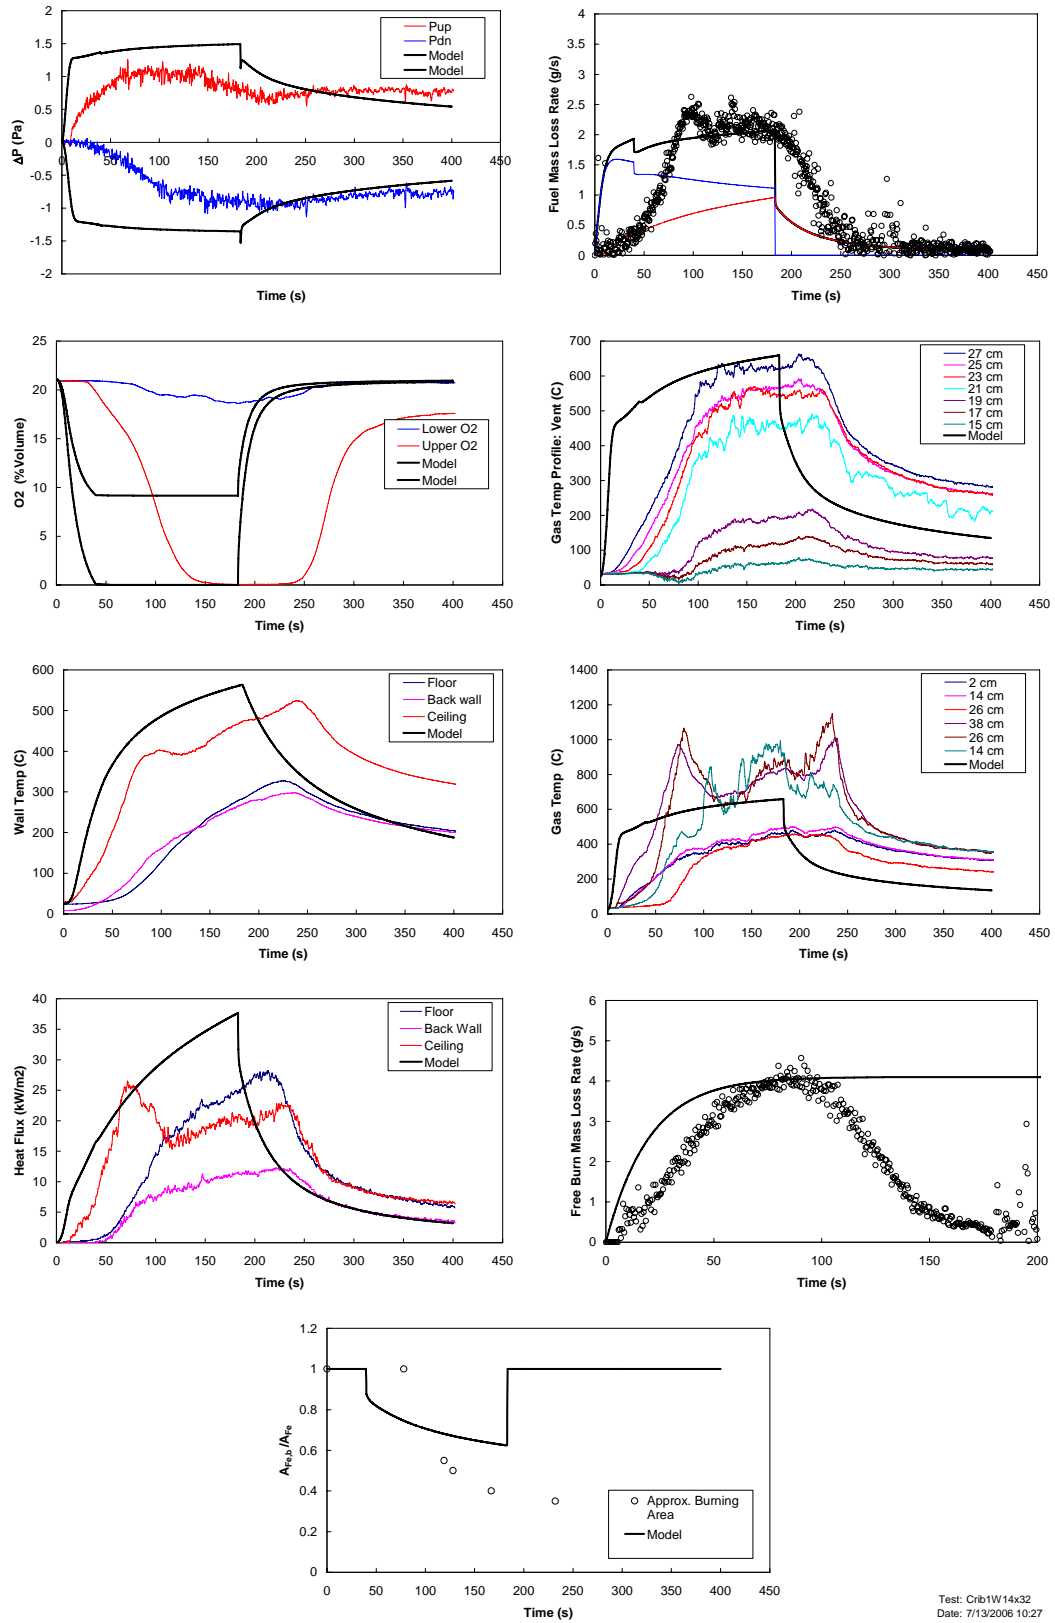 2
1.5
1
0.5
0
-0.5
-1
-1.5
-2
ΔP (Pa)
0 50 100 150 200 250 300 350 400 450
Time (s)
Pup
Pdn
Model
Model
4
3.5
3
2.5
2
1.5
1
0.5
0
Fuel Mass Loss Rate (g/s)
0 50 100 150 200 250 300 350 400 450
Time (s)
25
20
15
10
5
0
O2 (%Volume)
0 50 100 150 200 250 300 350 400 450
Time (s)
Lower O2
Upper O2
Model
Model
700
600
500
400
300
200
100
0
Gas Temp Profile: Vent (C)
0 50 100 150 200 250 300 350 400 450
Time (s)
27 cm
25 cm
23 cm
21 cm
19 cm
17 cm
15 cm
Model
600
500
400
300
200
100
0
Wall Temp (C)
0 50 100 150 200 250 300 350 400 450
Time (s)
Floor
Back wall
Ceiling
Model
1400
1200
1000
800
600
400
200
0
Gas Temp (C)
0 50 100 150 200 250 300 350 400 450
Time (s)
2 cm
14 cm
26 cm
38 cm
26 cm
14 cm
Model
40
35
30
25
20
15
10
5
0
Heat Flux (kW/m2)
0 50 100 150 200 250 300 350 400 450
Time (s)
Floor
Back Wall
Ceiling
Model
6
5
4
3
2
1
0
Free Burn Mass Loss Rate (g/s)
0 50 100 150 200
Time (s)
1.2
1
0.8
0.6
0.4
0.2
0
A_Fe,b /A_Fe
0 50 100 150 200 250 300 350 400 450
Time (s)
Approx. Burning
Area
Model
Test: Crib1W14x32
Date: 7/13/2006 10:27